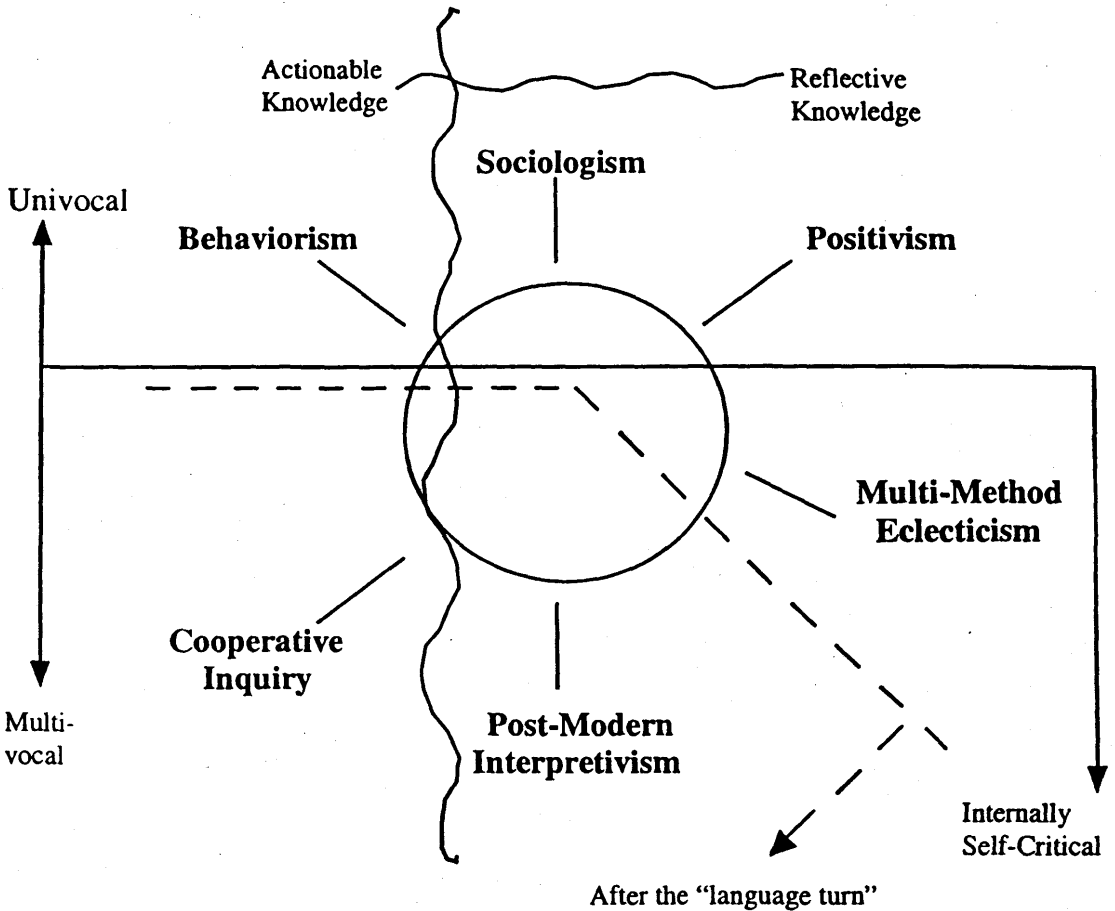 Actionable
Knowledge
Reflective
Knowledge
Sociologism
Univocal
Behaviorism
Positivism
Multi-Method
Eclecticism
Cooperative
Inquiry
Multi-
vocal
Post-Modern
Interpretivism
Internally
Self-Critical
After the “language turn”